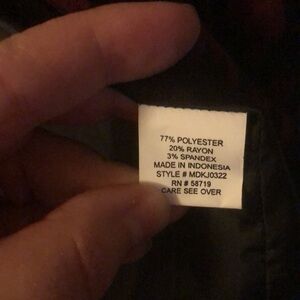 77% POLYESTER
20% RAYON
3% SPANDEX
MADE IN INDONESIA
STYLE # MDKJ0322
RN # 58719
CARE SEE OVER